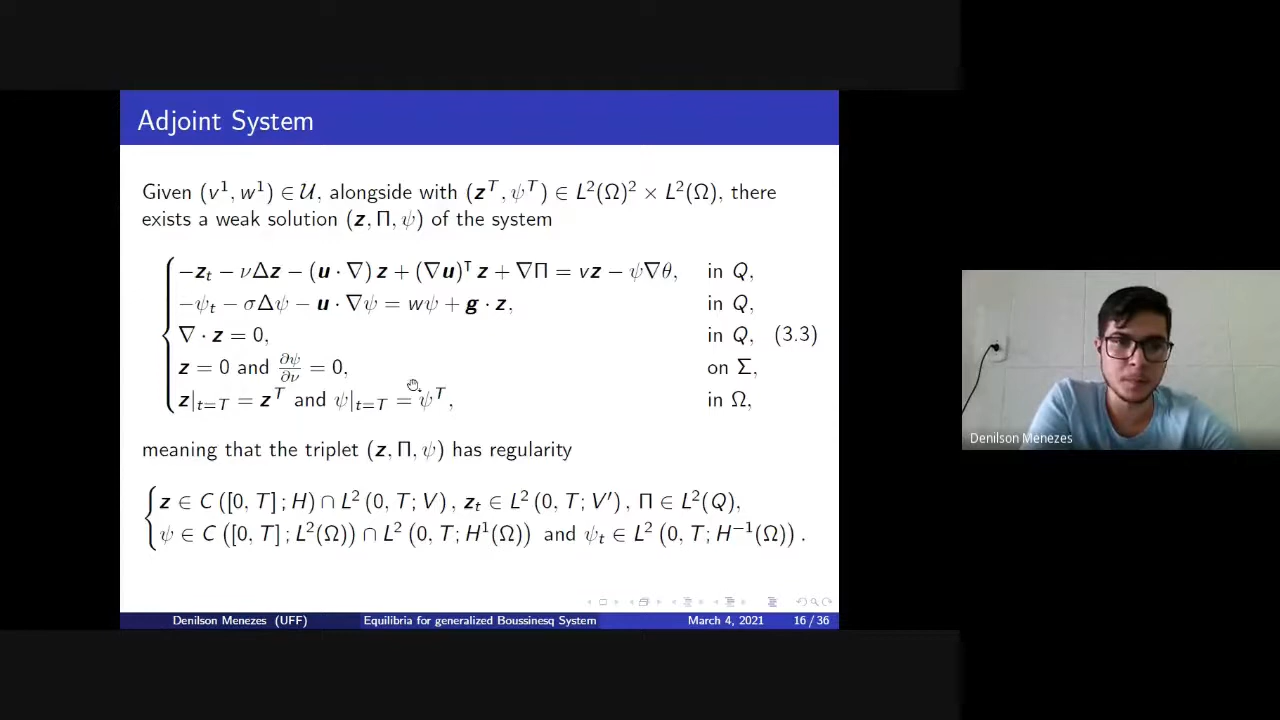 Adjoint System
Given (v¹, w¹) ∈ 𝒰, alongside with (z^T, ψ^T) ∈ L²(Ω)² × L²(Ω), there
exists a weak solution (z, Π, ψ) of the system
−z_t − νΔz − (u · ∇) z + (∇u)^⊤ z + ∇Π = vz − ψ∇θ, in Q,
−ψ_t − σΔψ − u · ∇ψ = wψ + g · z, in Q,
∇ · z = 0, in Q, (3.3)
z = 0 and ∂ψ/∂ν = 0, on Σ,
z|_{t=T} = z^T and ψ|_{t=T} = ψ^T, in Ω,
meaning that the triplet (z, Π, ψ) has regularity
z ∈ C ([0, T] ; H) ∩ L² (0, T; V) , z_t ∈ L² (0, T; V′) , Π ∈ L²(Q),
ψ ∈ C ([0, T] ; L²(Ω)) ∩ L² (0, T; H¹(Ω)) and ψ_t ∈ L² (0, T; H⁻¹(Ω)) .
Denilson Menezes (UFF) Equilibria for generalized Boussinesq System March 4, 2021 16 / 36
Denilson Menezes